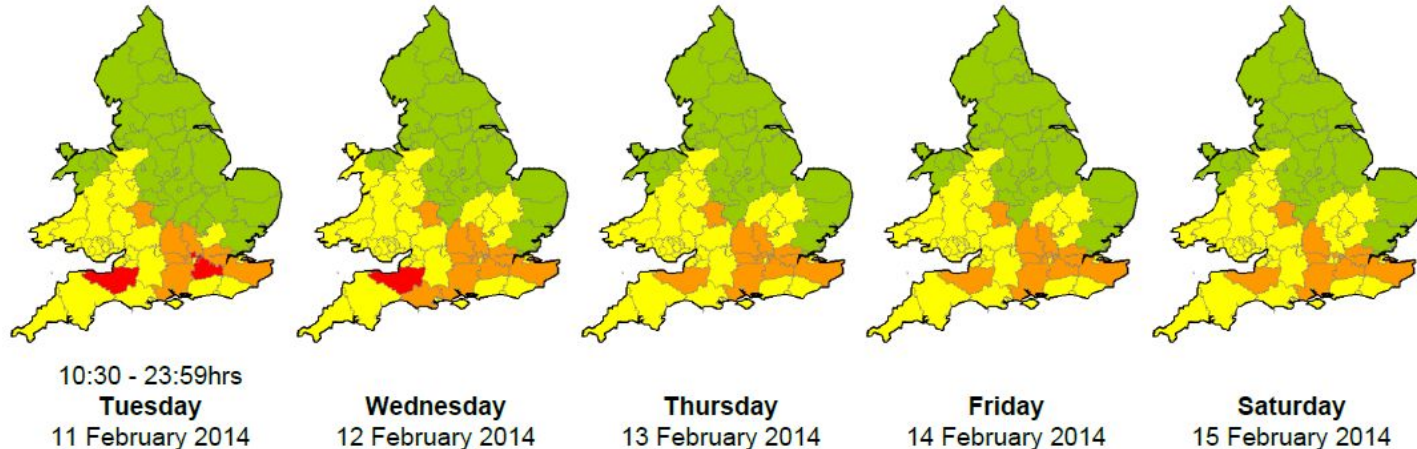 10:30 - 23:59hrs
Tuesday
11 February 2014
Wednesday
12 February 2014
Thursday
13 February 2014
Friday
14 February 2014
Saturday
15 February 2014